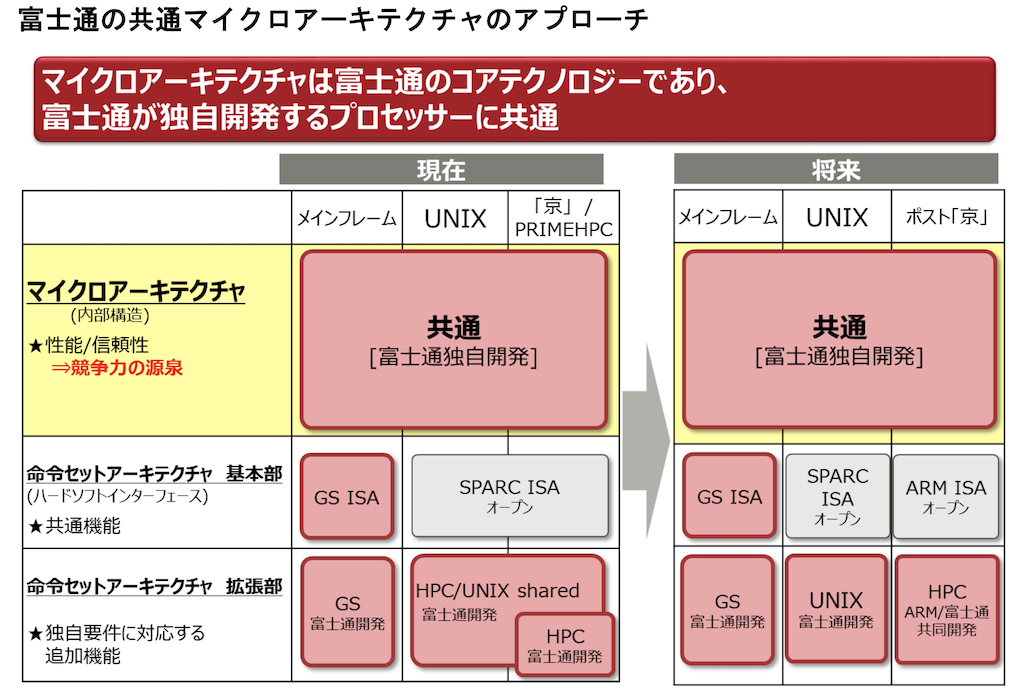 富士通の共通マイクロアーキテクチャのアプローチ
マイクロアーキテクチャは富士通のコアテクノロジーであり、
富士通が独自開発するプロセッサーに共通
現在
将来
メインフレーム
UNIX
「京」/
PRIMEHPC
メインフレーム
UNIX
ポスト「京」
マイクロアーキテクチャ
(内部構造)
★性能/信頼性
⇒競争力の源泉
共通
[富士通独自開発]
共通
[富士通独自開発]
命令セットアーキテクチャ 基本部
(ハードソフトインターフェース)
★共通機能
GS ISA
SPARC ISA
オープン
GS ISA
SPARC
ISA
オープン
ARM ISA
オープン
命令セットアーキテクチャ 拡張部
★独自要件に対応する
追加機能
GS
富士通開発
HPC/UNIX shared
富士通開発
HPC
富士通開発
GS
富士通開発
UNIX
富士通開発
HPC
ARM/富士通
共同開発